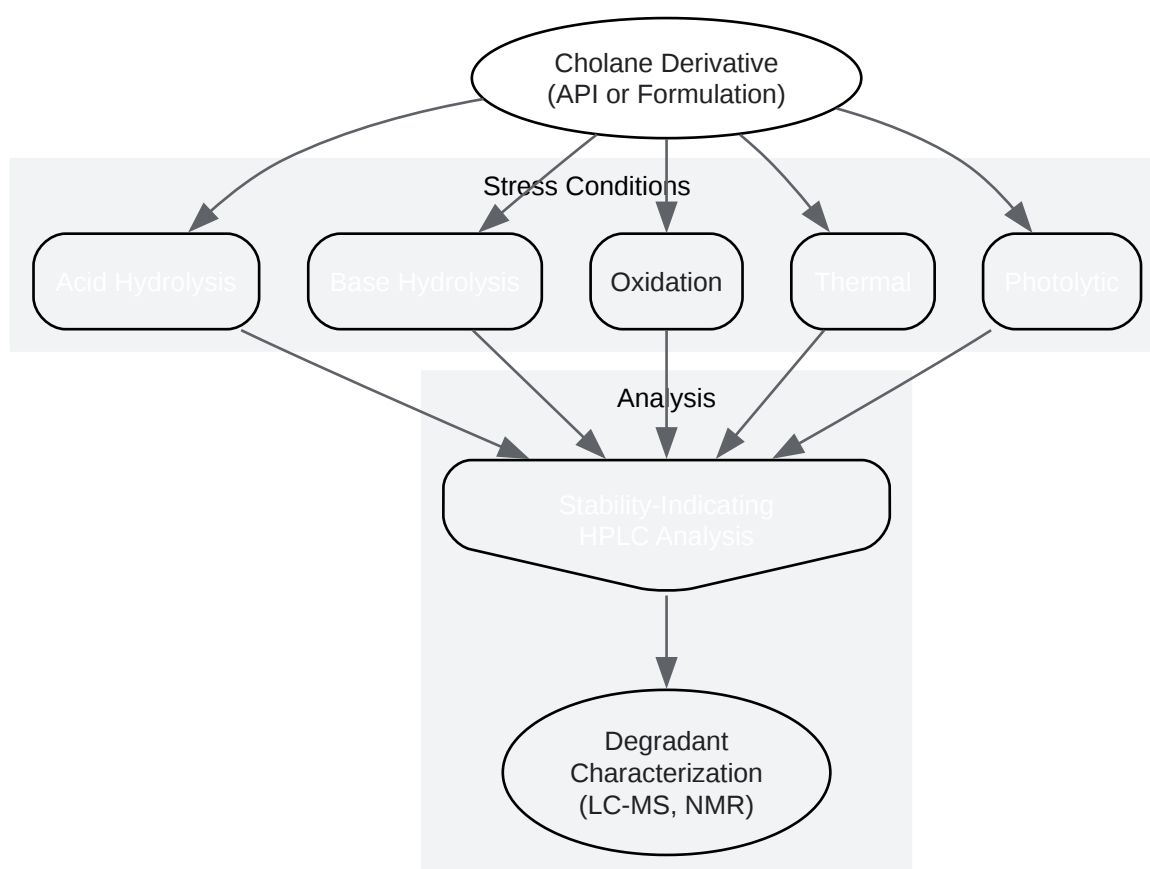 Cholane Derivative
(API or Formulation)
Stress Conditions
Acid Hydrolysis
Base Hydrolysis
Oxidation
Thermal
Photolytic
Analysis
Stability-Indicating
HPLC Analysis
Degradant
Characterization
(LC-MS, NMR)